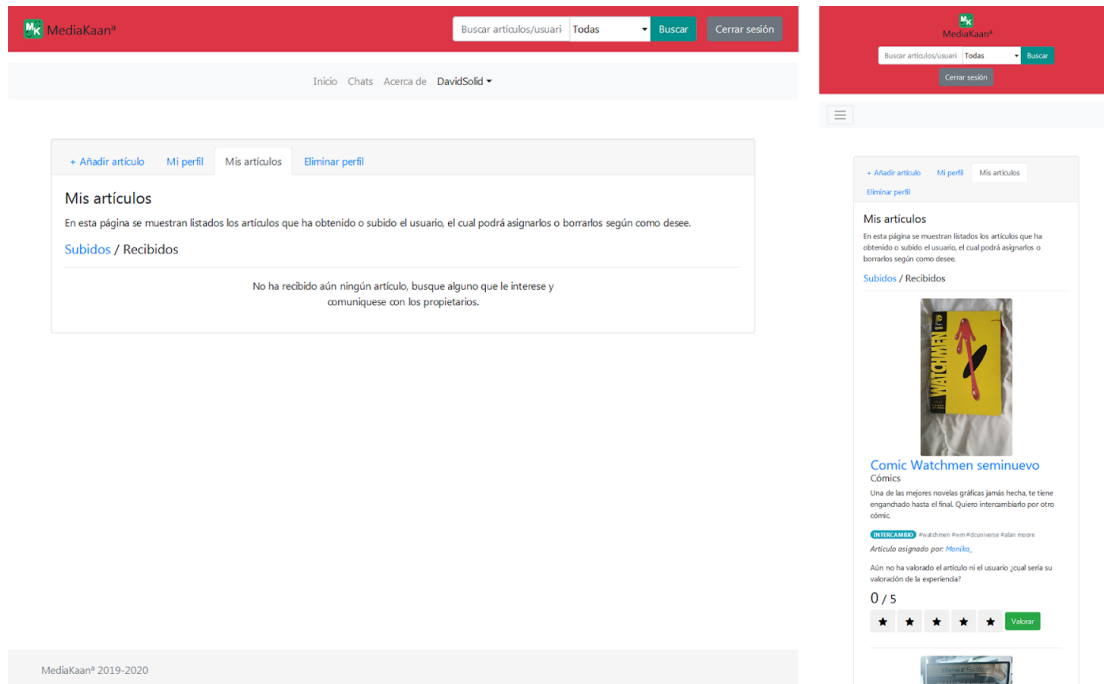 MK MediaKaanª
Buscar artículos/usuari Todas Buscar Cerrar sesión
Inicio Chats Acerca de DavidSolid
+ Añadir artículo Mi perfil Mis artículos Eliminar perfil
Mis artículos
En esta página se muestran listados los artículos que ha obtenido o subido el usuario, el cual podrá asignarlos o borrarlos según como desee.
Subidos / Recibidos
No ha recibido aún ningún artículo, busque alguno que le interese y
comuníquese con los propietarios.
MediaKaanª 2019-2020
MK
MediaKaanª
Buscar artículos/usuari Todas Buscar
Cerrar sesión
+ Añadir artículo Mi perfil Mis artículos
Eliminar perfil
Mis artículos
En esta página se muestran listados los artículos que ha
obtenido o subido el usuario, el cual podrá asignarlos o
borrarlos según como desee.
Subidos / Recibidos
WATCHMEN
Comic Watchmen seminuevo
Cómics
Una de las mejores novelas gráficas jamás hecha, te tiene
enganchado hasta el final. Quiero intercambiarlo por otro
cómic.
INTERCAMBIO #watchmen #wm #dcuniverse #alan moore
Artículo asignado por: Monika_
Aún no ha valorado el artículo ni el usuario ¿cual sería su
valoración de la experiencia?
0 / 5
Valorar